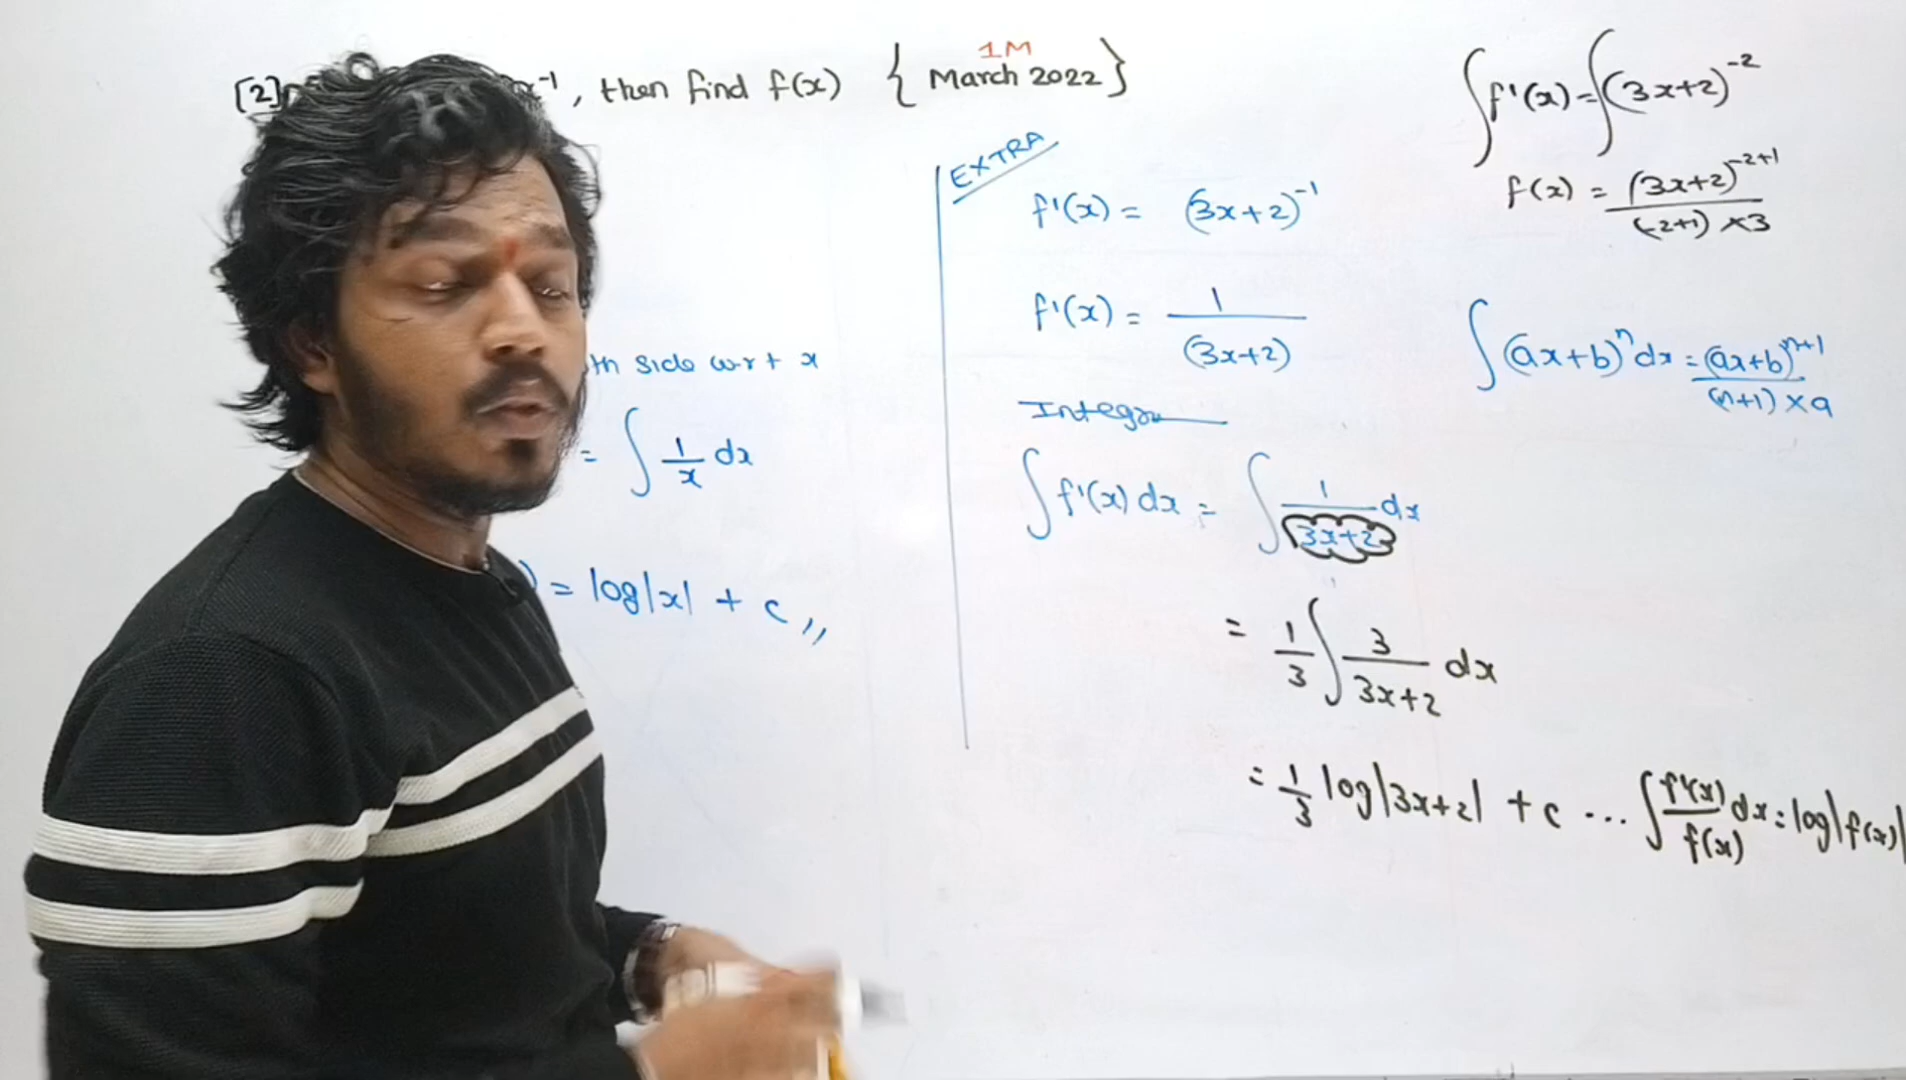 [2] x⁻¹, then find f(x) { 1M March 2022 }
th side w.r.t x
= ∫ 1/x dx
) = log|x| + c,,
EXTRA
f'(x) = (3x+2)⁻¹
f'(x) = 1/(3x+2)
∫f'(x) dx = ∫ 1/3x+2 dx
= 1/3 ∫ 3/3x+2 dx
= 1/3 log|3x+2| + c ... ∫ f'(x)/f(x) dx = log|f(x)|
∫f'(x) = ∫(3x+2)⁻²
f(x) = (3x+2)⁻²⁺¹/(-2+1) ×3
∫(ax+b)ⁿ dx = (ax+b)ⁿ⁺¹/(n+1) ×a